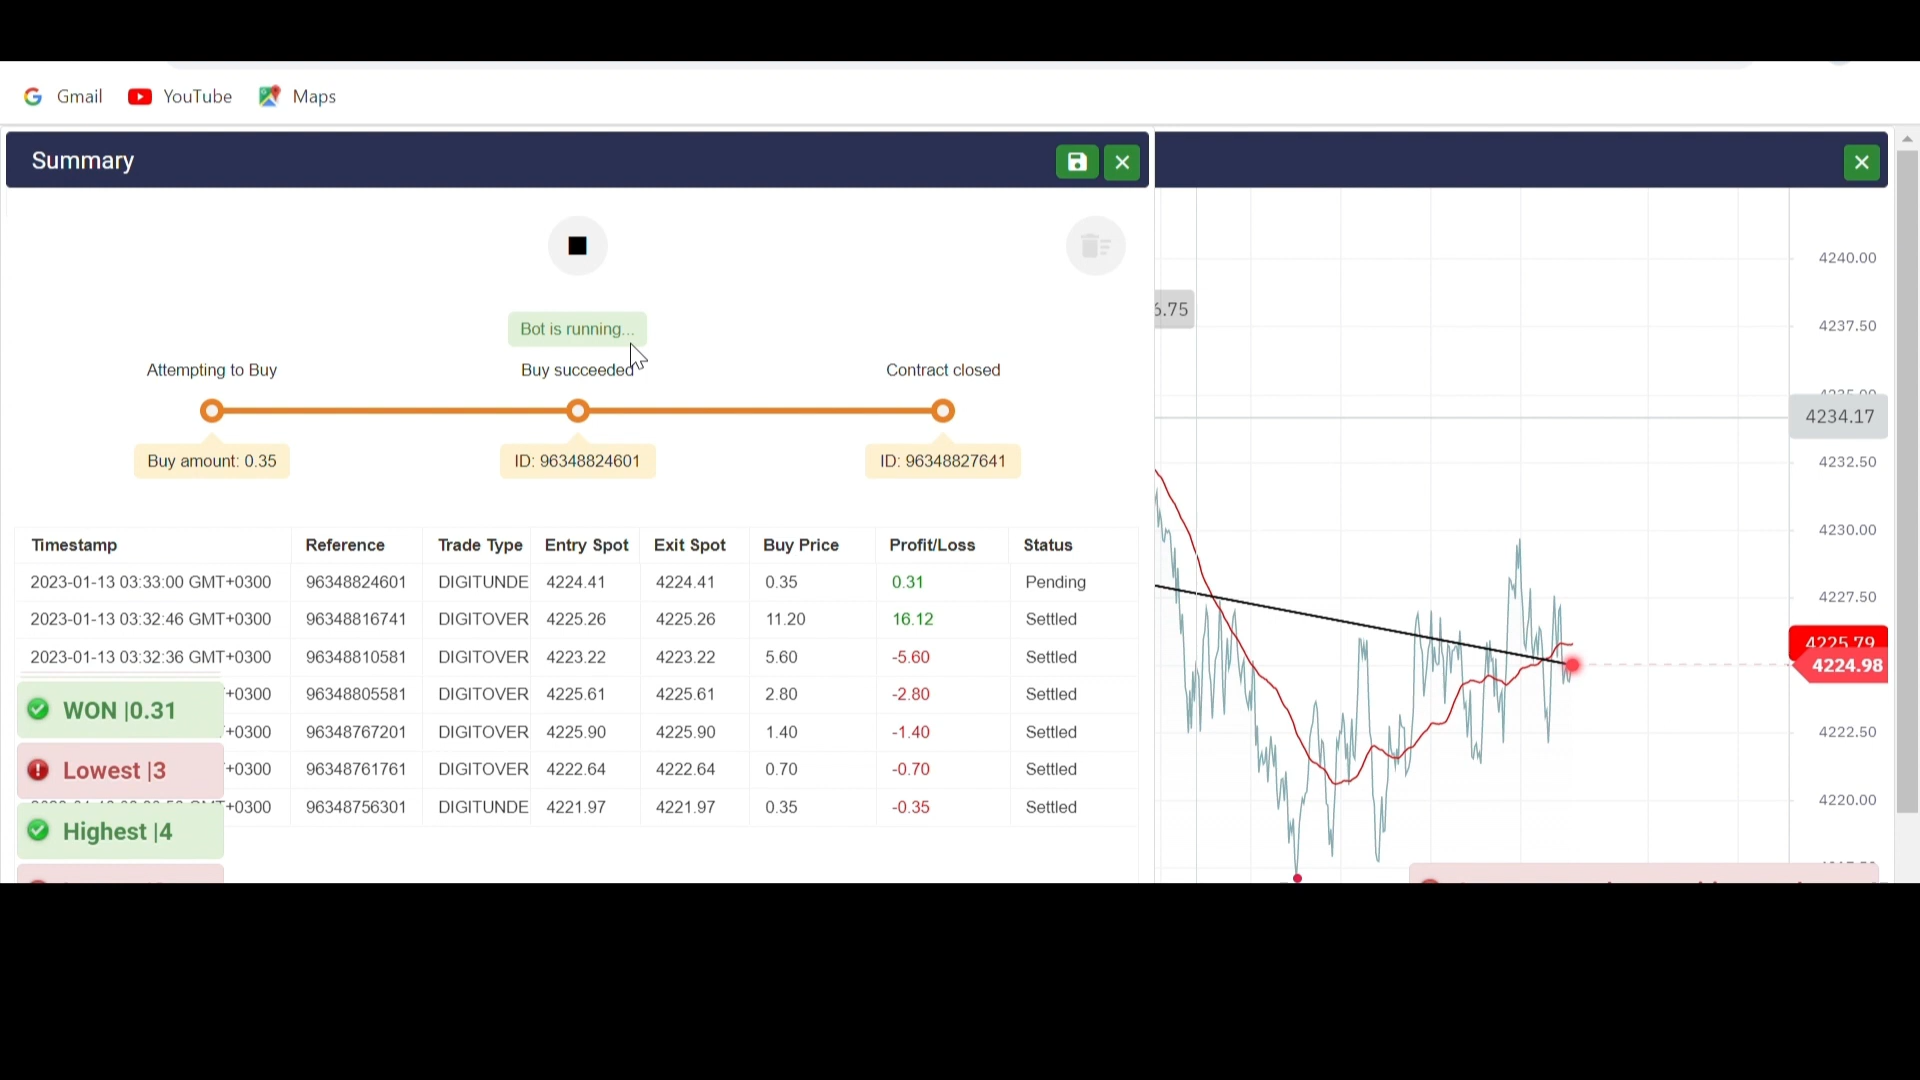 Gmail YouTube Maps
Summary
Bot is running...
Attempting to Buy Buy succeeded Contract closed
Buy amount: 0.35 ID: 96348824601 ID: 96348827641
Timestamp Reference Trade Type Entry Spot Exit Spot Buy Price Profit/Loss Status
2023-01-13 03:33:00 GMT+0300 96348824601 DIGITUNDE 4224.41 4224.41 0.35 0.31 Pending
2023-01-13 03:32:46 GMT+0300 96348816741 DIGITOVER 4225.26 4225.26 11.20 16.12 Settled
2023-01-13 03:32:36 GMT+0300 96348810581 DIGITOVER 4223.22 4223.22 5.60 -5.60 Settled
+0300 96348805581 DIGITOVER 4225.61 4225.61 2.80 -2.80 Settled
+0300 96348767201 DIGITOVER 4225.90 4225.90 1.40 -1.40 Settled
+0300 96348761761 DIGITOVER 4222.64 4222.64 0.70 -0.70 Settled
+0300 96348756301 DIGITUNDE 4221.97 4221.97 0.35 -0.35 Settled
WON |0.31
Lowest |3
Highest |4
6.75
4240.00
4237.50
4234.17
4232.50
4230.00
4227.50
4225.79
4224.98
4222.50
4220.00